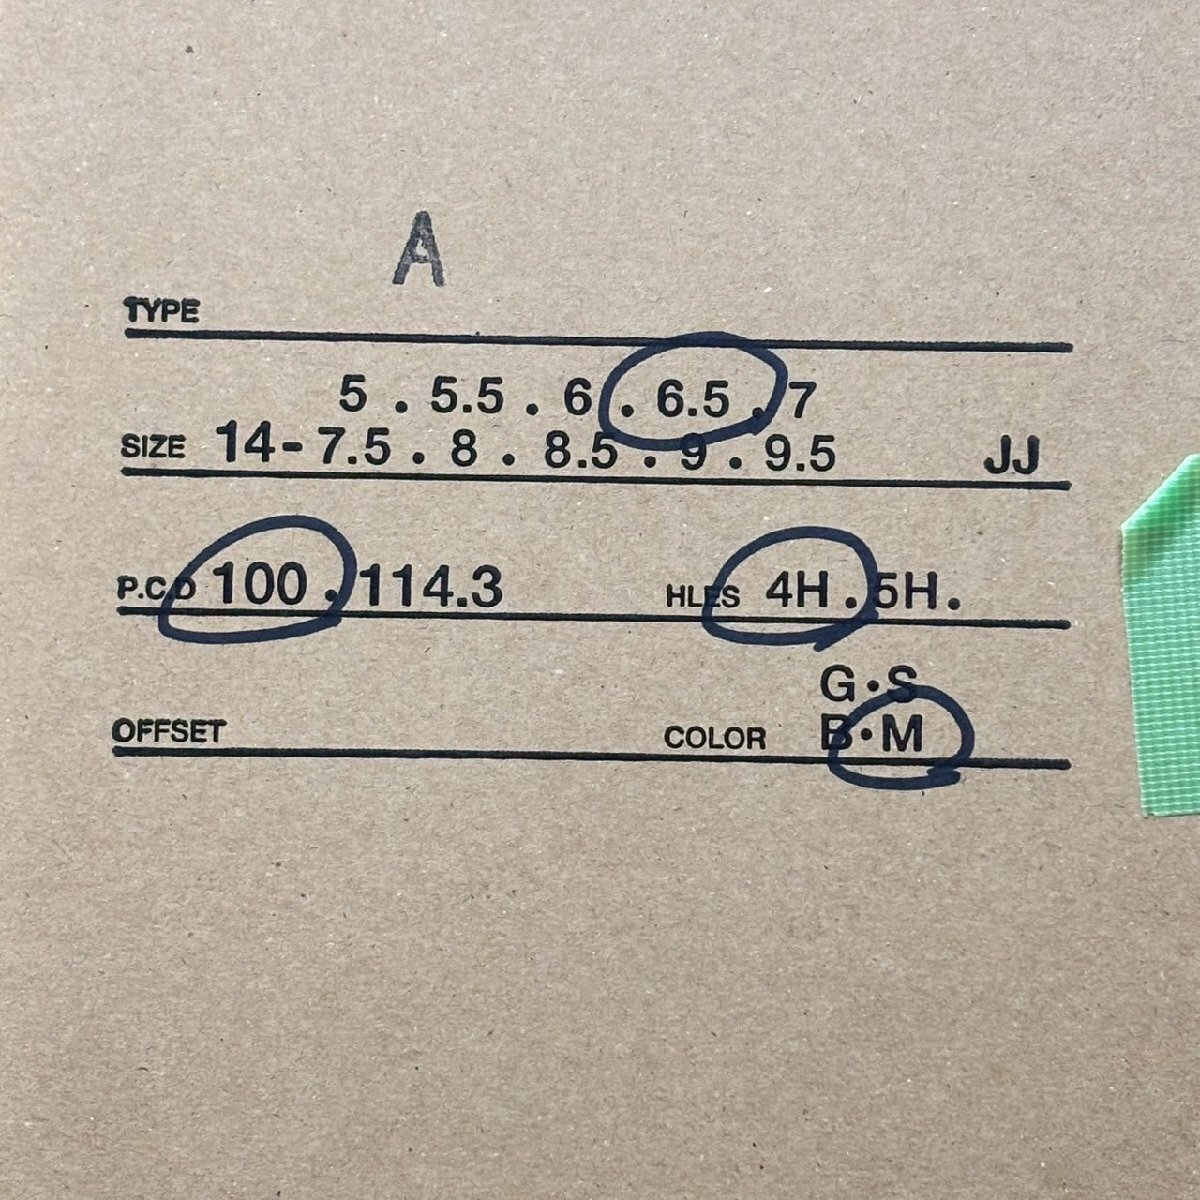 A
TYPE
5 . 5.5 . 6 . 6.5 . 7
SIZE 14-7.5 . 8 . 8.5 . 9 . 9.5 JJ
P.C.D 100 . 114.3 HLES 4H . 5H.
G·S
OFFSET COLOR B·M